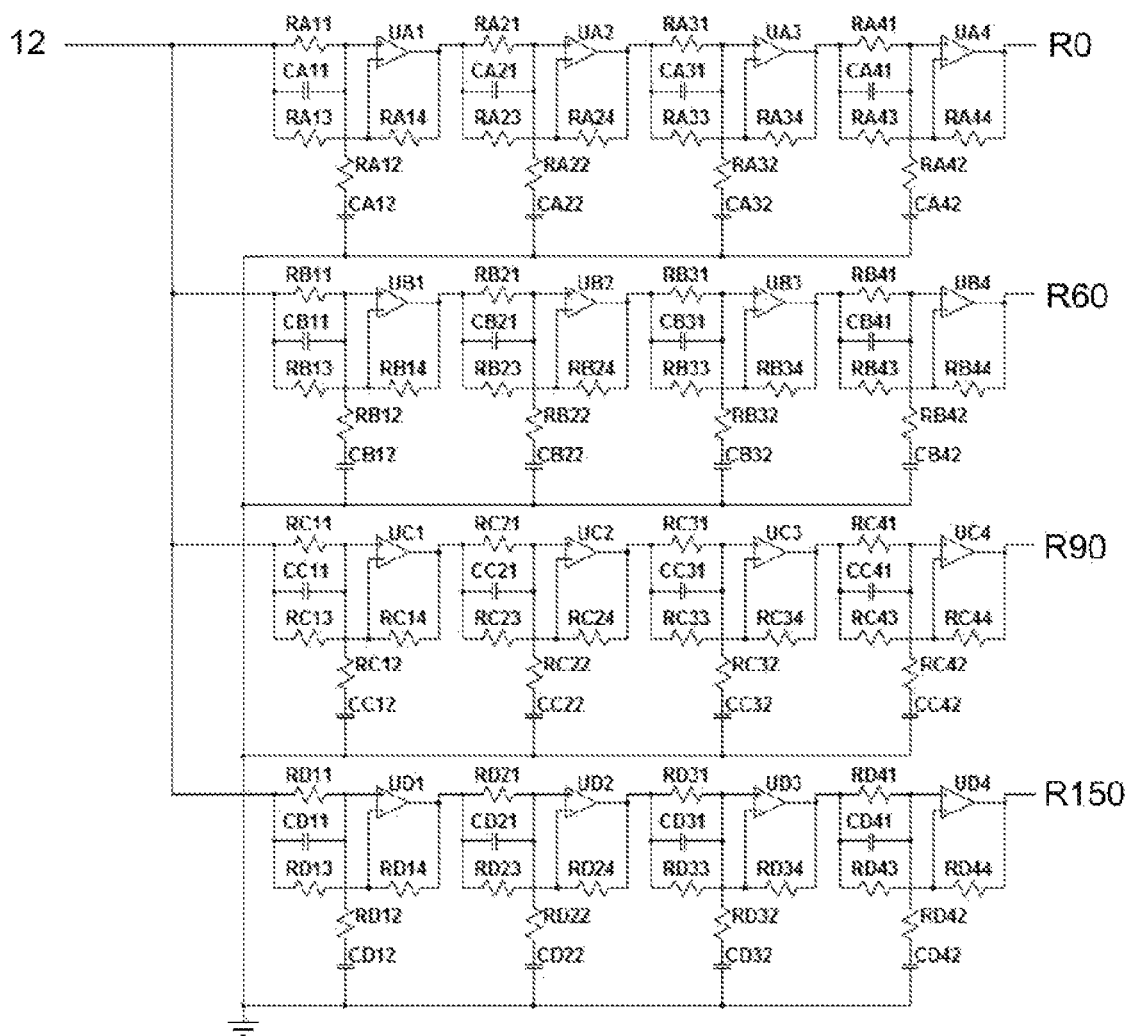 RA11 UA1 RA21 UA2 RA31 UA3 RA41 UA4
12 R0
CA11 CA21 CA31 CA41
RA13 RA14 RA23 RA24 RA33 RA34 RA43 RA44
RA12 RA22 RA32 RA42
CA12 CA22 CA32 CA42
RB11 UB1 RB21 UB2 RB31 UB3 RB41 UB4
R60
CB11 CB21 CB31 CB41
RB13 RB14 RB23 RB24 RB33 RB34 RB43 RB44
RB12 RB22 RB32 RB42
CB12 CB22 CB32 CB42
RC11 UC1 RC21 UC2 RC31 UC3 RC41 UC4
R90
CC11 CC21 CC31 CC41
RC13 RC14 RC23 RC24 RC33 RC34 RC43 RC44
RC12 RC22 RC32 RC42
CC12 CC22 CC32 CC42
RD11 UD1 RD21 UD2 RD31 UD3 RD41 UD4
R150
CD11 CD21 CD31 CD41
RD13 RD14 RD23 RD24 RD33 RD34 RD43 RD44
RD12 RD22 RD32 RD42
CD12 CD22 CD32 CD42